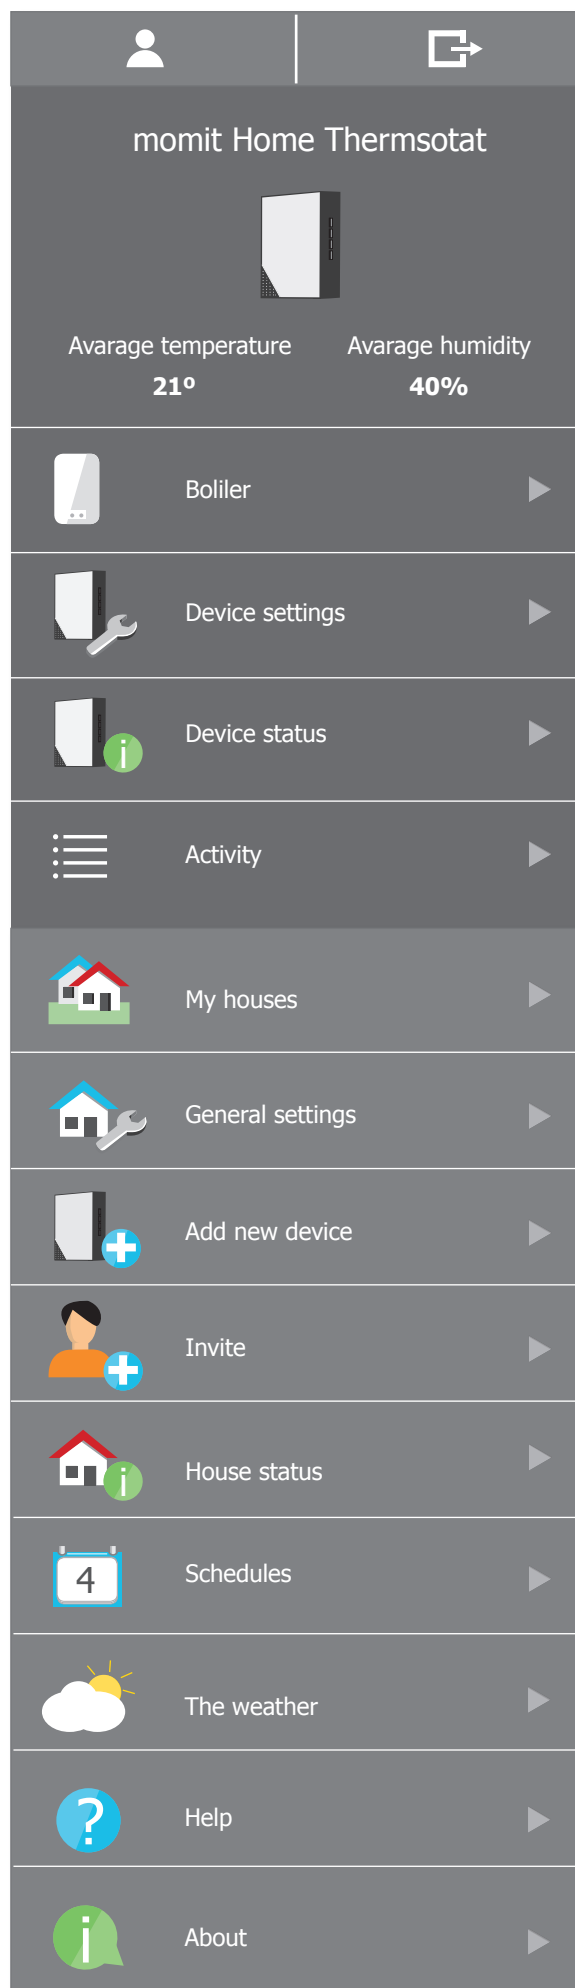 momit Home Thermsotat
Avarage temperature Avarage humidity
21º 40%
Boliler
Device settings
i
Device status
Activity
My houses
General settings
Add new device
Invite
House status
i
4
Schedules
The weather
?
Help
i
About